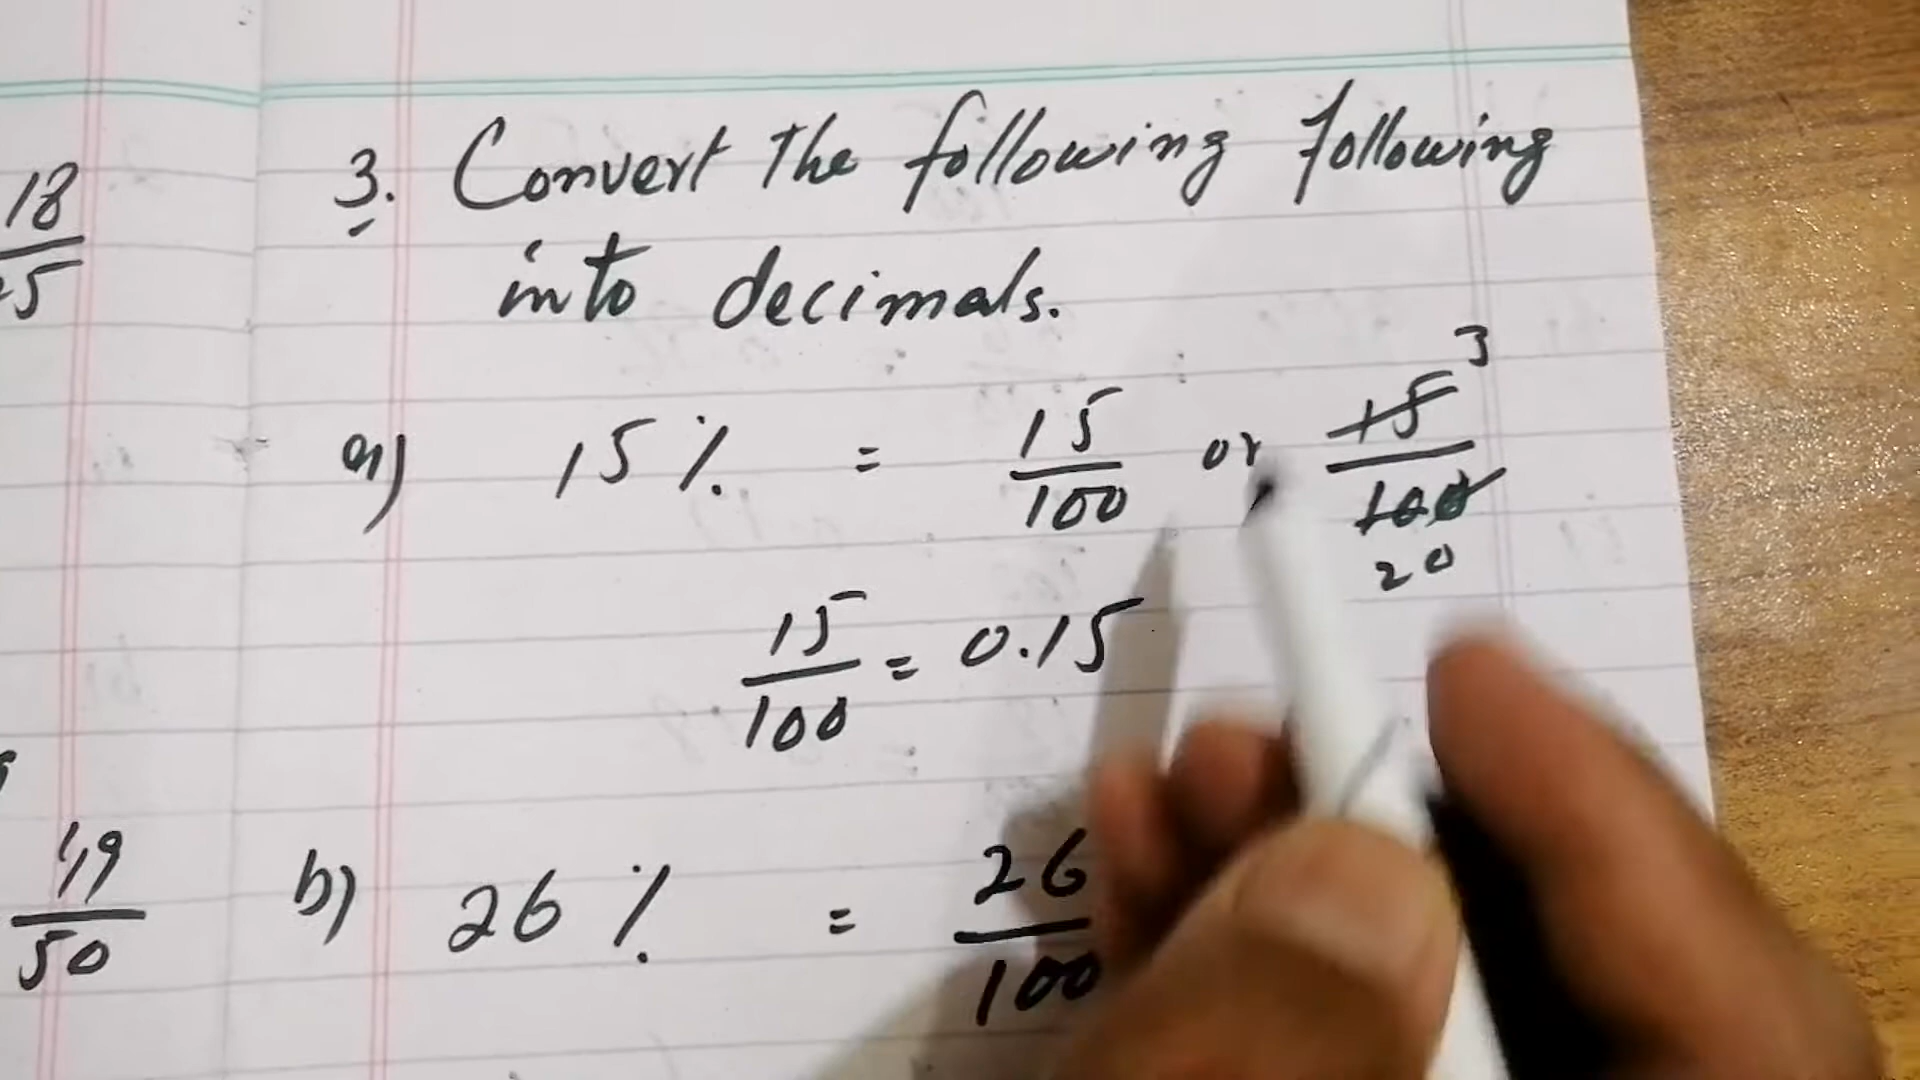 18
3. Convert the following following
into decimals.
a) 15% = 15/100 or 15/100 3
20
15/100 = 0.15
19/50
b) 26% = 26/100